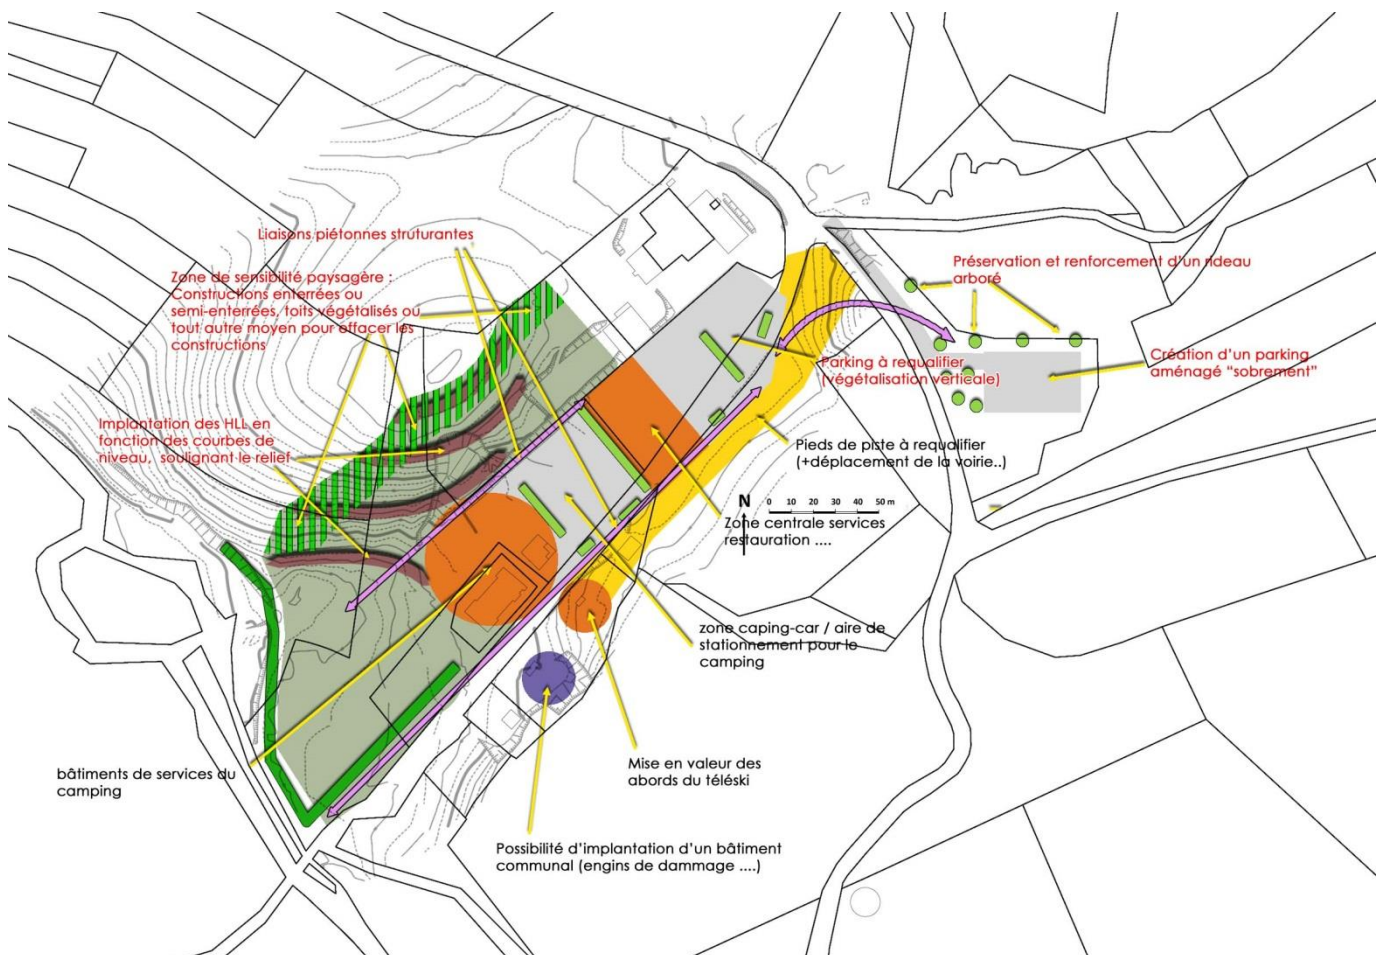 Liaisons piétonnes struturantes
Zone de sensibilité paysagère :
Constructions enterrées ou
semi-enterrées, toits végétalisés ou
tout autre moyen pour effacer les
constructions
Préservation et renforcement d'un rideau
arboré
Création d'un parking
aménagé "sobrement"
Parking à requalifier
(végétalisation verticale)
Implantation des HLL en
fonction des courbes de
niveau, soulignant le relief
Pieds de piste à requalifier
(+déplacement de la voirie..)
N
0 10 20 30 40 50 m
Zone centrale services
restauration ....
zone caping-car / aire de
stationnement pour le
camping
bâtiments de services du
camping
Mise en valeur des
abords du téléski
Possibilité d'implantation d'un bâtiment
communal (engins de dammage ....)